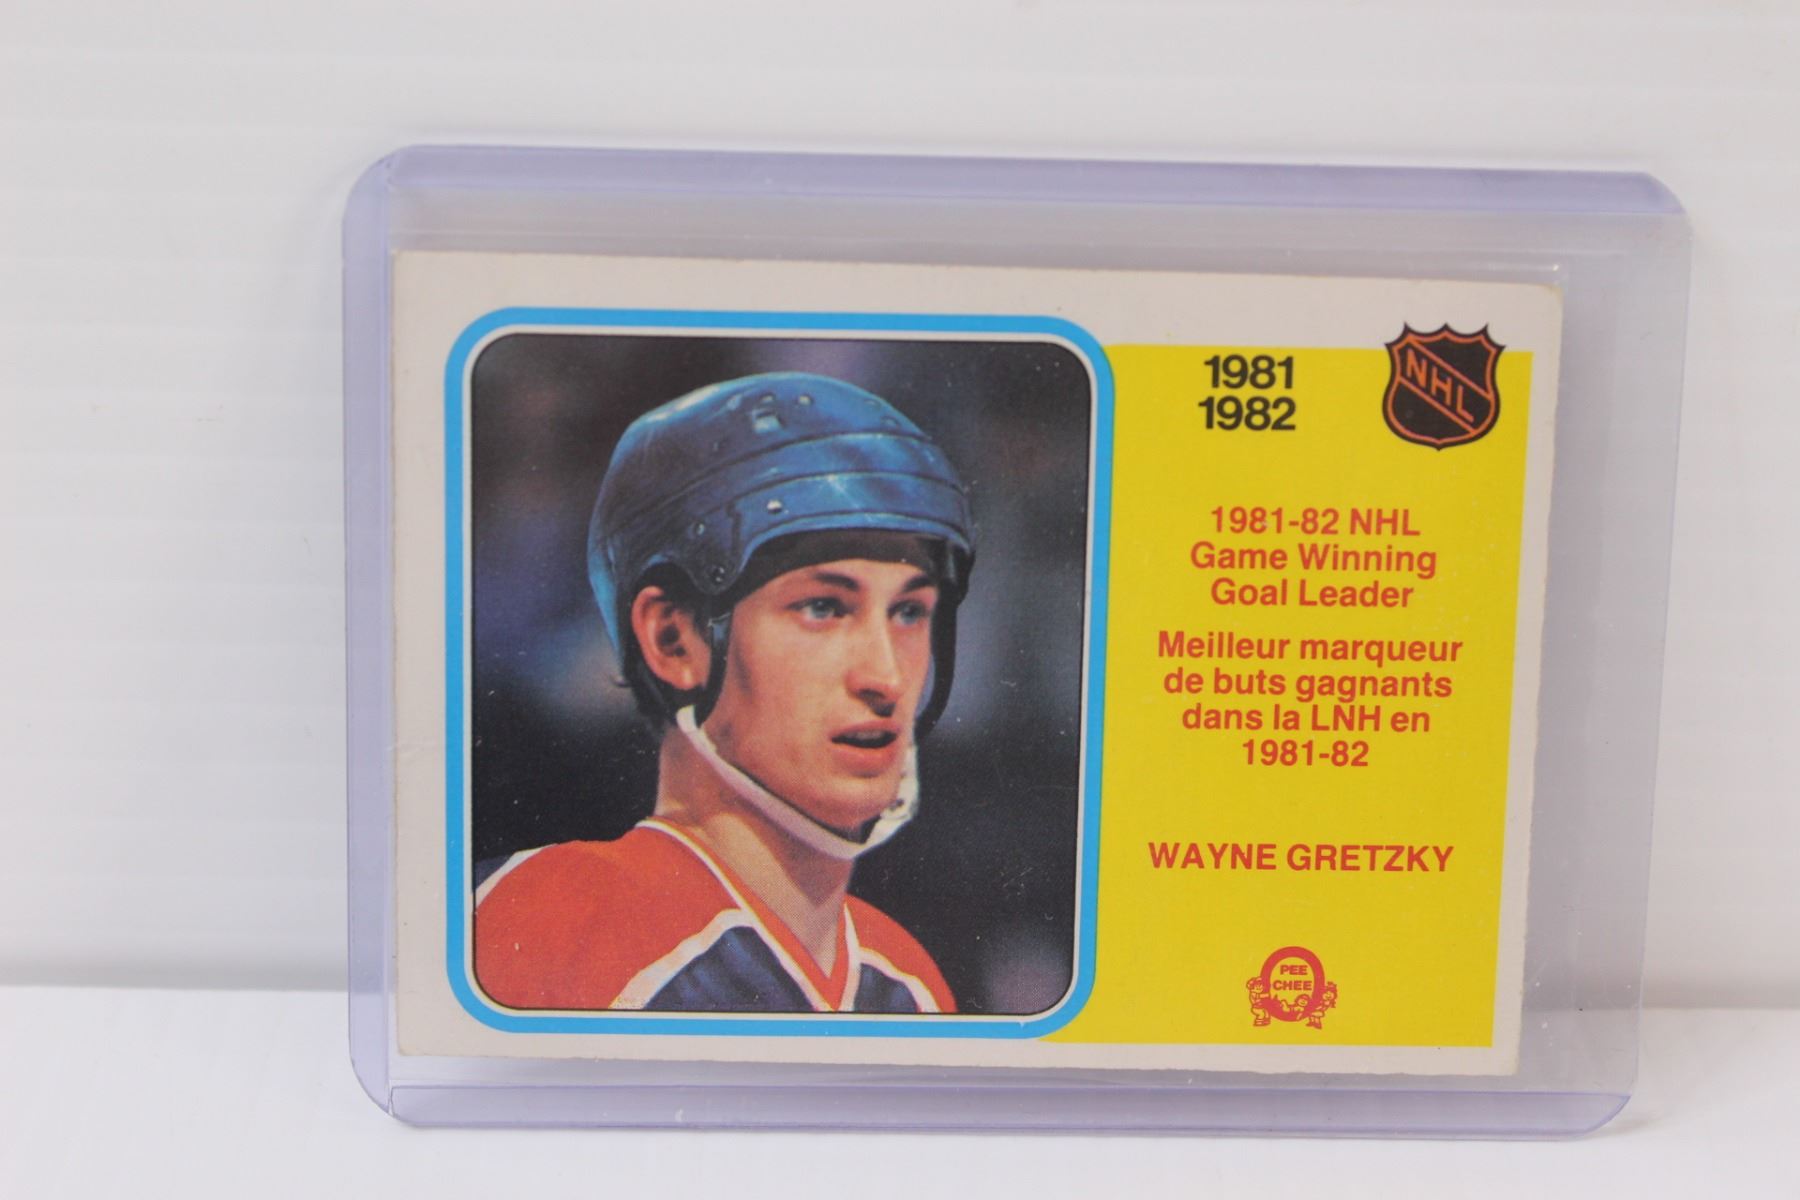 1981
1982
NHL
1981-82 NHL
Game Winning
Goal Leader
Meilleur marqueur
de buts gagnants
dans la LNH en
1981-82
WAYNE GRETZKY
PEE
CHEE